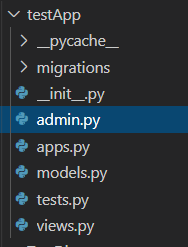 testApp
__pycache__
migrations
__init__.py
admin.py
apps.py
models.py
tests.py
views.py